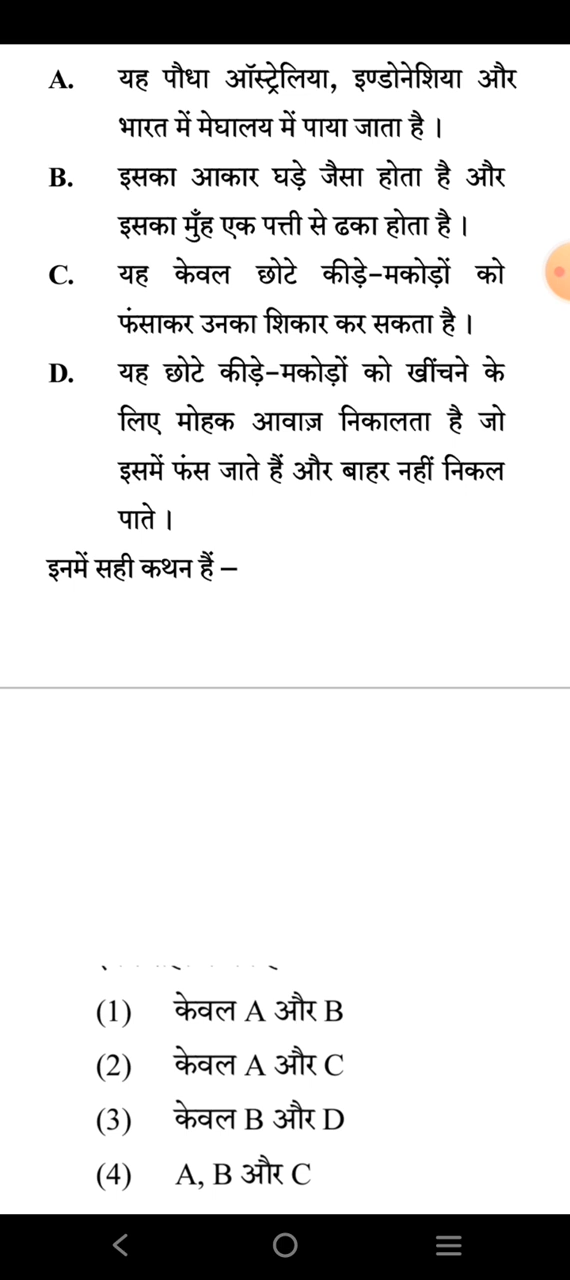 A. यह पौधा ऑस्ट्रेलिया, इण्डोनेशिया और
भारत में मेघालय में पाया जाता है ।
B. इसका आकार घड़े जैसा होता है और
इसका मुँह एक पत्ती से ढका होता है ।
C. यह केवल छोटे कीड़े-मकोड़ों को
फंसाकर उनका शिकार कर सकता है ।
D. यह छोटे कीड़े-मकोड़ों को खींचने के
लिए मोहक आवाज़ निकालता है जो
इसमें फंस जाते हैं और बाहर नहीं निकल
पाते ।
इनमें सही कथन हैं –
(1) केवल A और B
(2) केवल A और C
(3) केवल B और D
(4) A, B और C